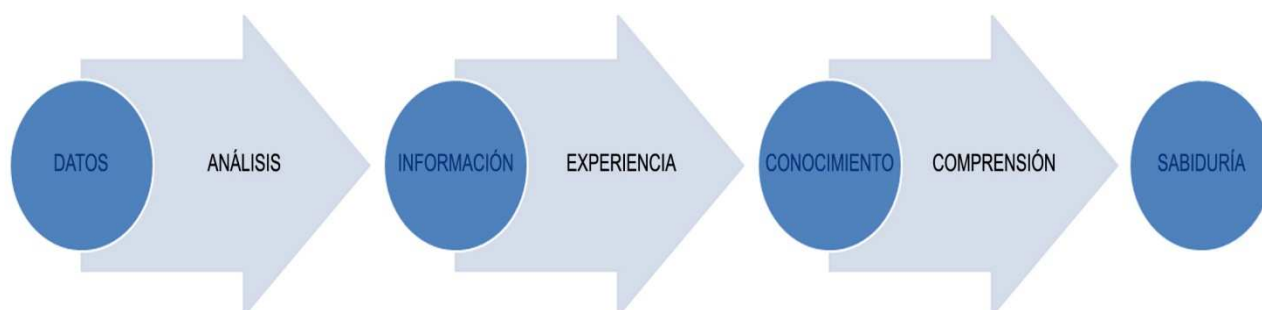 DATOS
ANÁLISIS
INFORMACIÓN
EXPERIENCIA
CONOCIMIENTO
COMPRENSIÓN
SABIDURÍA